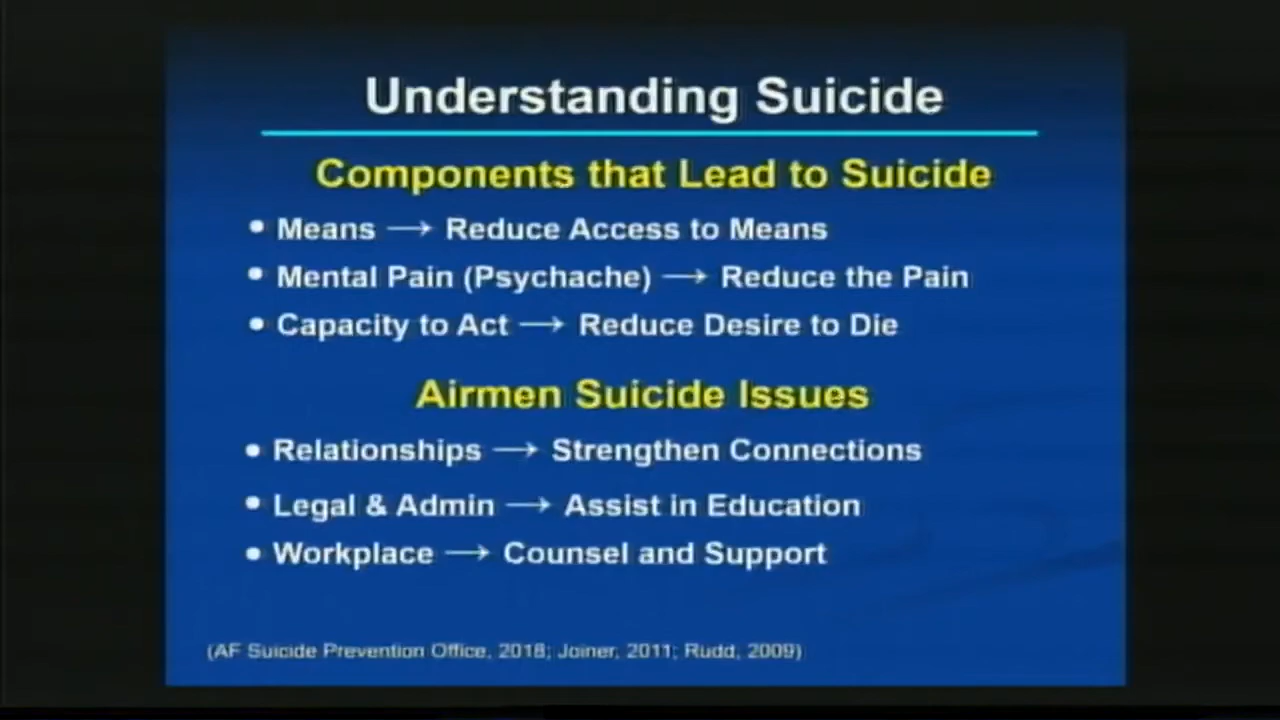 Understanding Suicide
Components that Lead to Suicide
• Means → Reduce Access to Means
• Mental Pain (Psychache) → Reduce the Pain
• Capacity to Act → Reduce Desire to Die
Airmen Suicide Issues
• Relationships → Strengthen Connections
• Legal & Admin → Assist in Education
• Workplace → Counsel and Support
(AF Suicide Prevention Office, 2018; Joiner, 2011; Rudd, 2009)